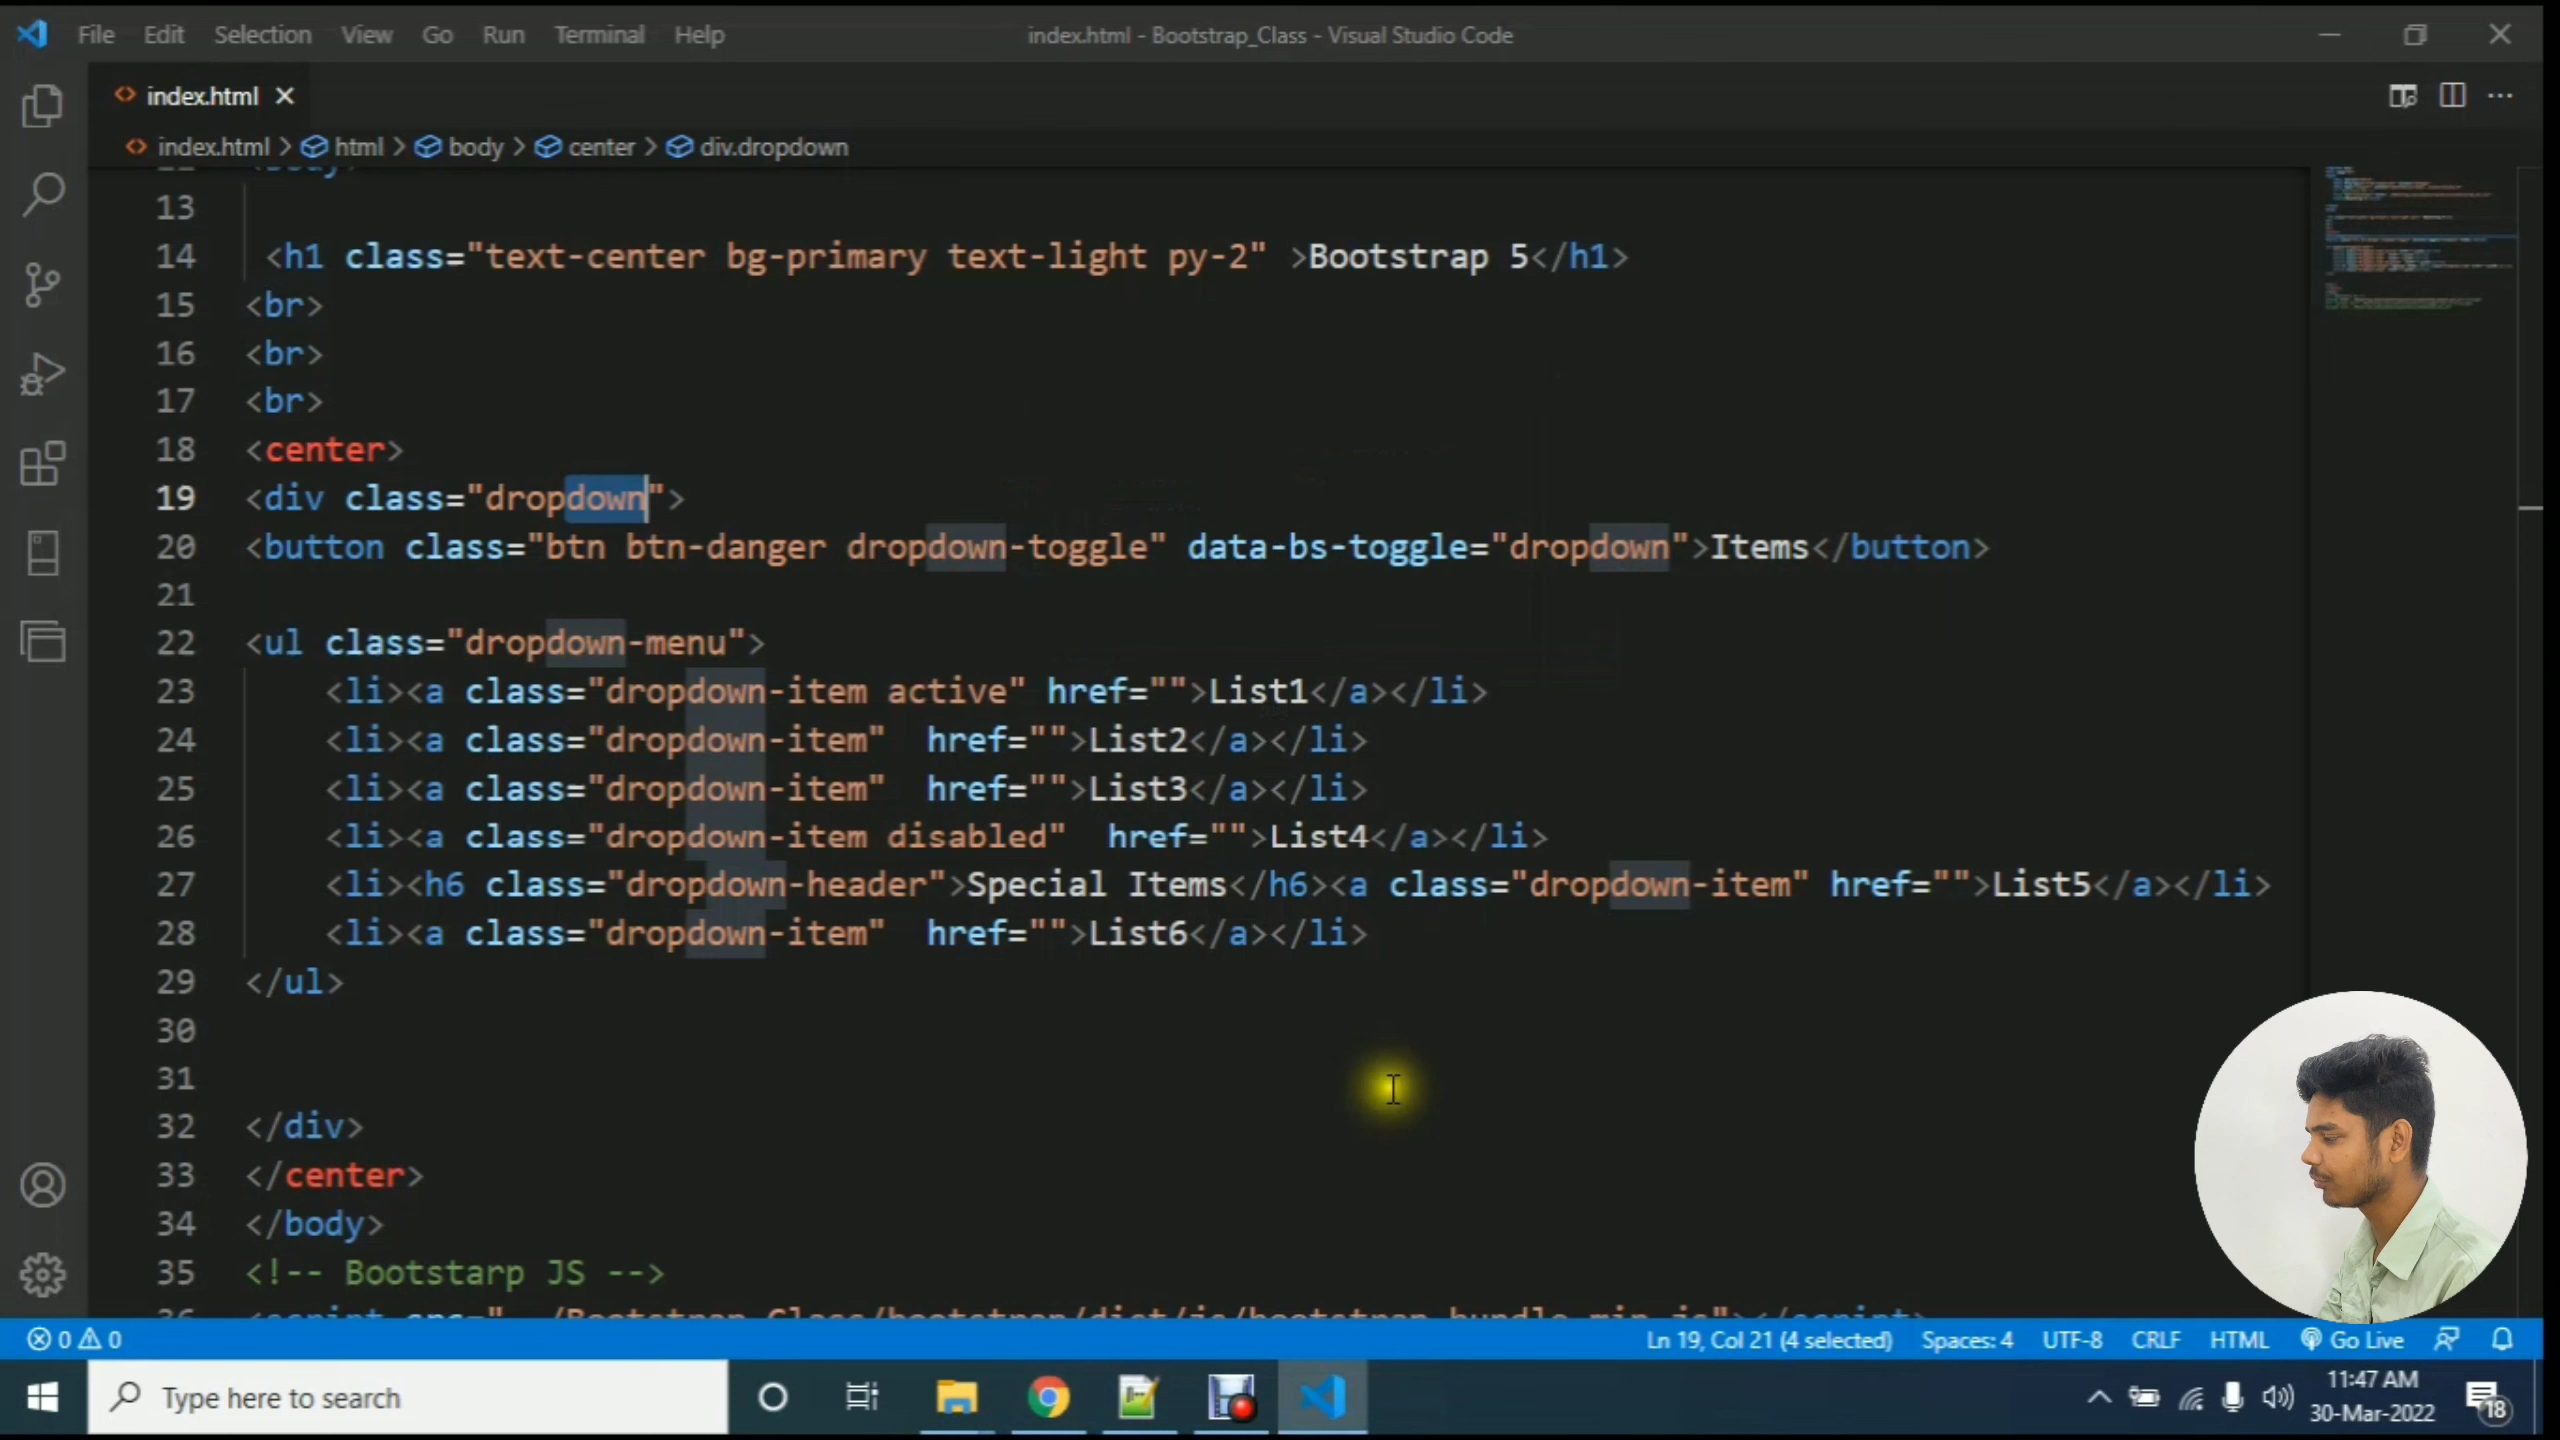 File Edit Selection View Go Run Terminal Help index.html - Bootstrap_Class - Visual Studio Code
index.html
index.html > html > body > center > div.dropdown
13
14 <h1 class="text-center bg-primary text-light py-2" >Bootstrap 5</h1>
15 <br>
16 <br>
17 <br>
18 <center>
19 <div class="dropdown">
20 <button class="btn btn-danger dropdown-toggle" data-bs-toggle="dropdown">Items</button>
21
22 <ul class="dropdown-menu">
23 <li><a class="dropdown-item active" href="">List1</a></li>
24 <li><a class="dropdown-item"  href="">List2</a></li>
25 <li><a class="dropdown-item"  href="">List3</a></li>
26 <li><a class="dropdown-item disabled"  href="">List4</a></li>
27 <li><h6 class="dropdown-header">Special Items</h6><a class="dropdown-item" href="">List5</a></li>
28 <li><a class="dropdown-item"  href="">List6</a></li>
29 </ul>
30
31
32 </div>
33 </center>
34 </body>
35 <!-- Bootstarp JS -->
0 0 Ln 19, Col 21 (4 selected) Spaces: 4 UTF-8 CRLF HTML Go Live
Type here to search
11:47 AM
30-Mar-2022
18